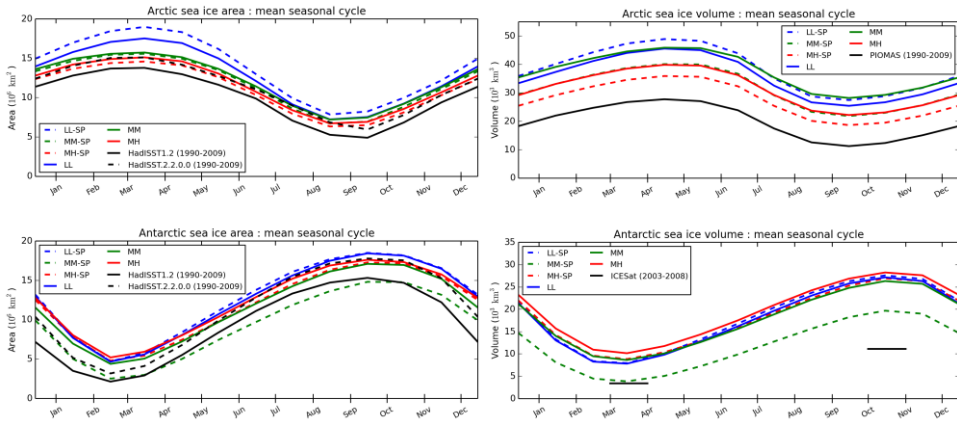 Arctic sea ice area : mean seasonal cycle
Area (10⁶ km²)
20
15
10
5
0
LL-SP
MM-SP
MH-SP
LL
MM
MH
HadISST1.2 (1990-2009)
HadISST.2.2.0.0 (1990-2009)
Jan Feb Mar Apr May Jun Jul Aug Sep Oct Nov Dec
Arctic sea ice volume : mean seasonal cycle
Volume (10³ km³)
50
40
30
20
10
0
LL-SP
MM-SP
MH-SP
LL
MM
MH
PIOMAS (1990-2009)
Jan Feb Mar Apr May Jun Jul Aug Sep Oct Nov Dec
Antarctic sea ice area : mean seasonal cycle
Area (10⁶ km²)
20
15
10
5
0
LL-SP
MM-SP
MH-SP
LL
MM
MH
HadISST1.2 (1990-2009)
HadISST.2.2.0.0 (1990-2009)
Jan Feb Mar Apr May Jun Jul Aug Sep Oct Nov Dec
Antarctic sea ice volume : mean seasonal cycle
Volume (10³ km³)
35
30
25
20
15
10
5
0
LL-SP
MM-SP
MH-SP
LL
MM
MH
ICESat (2003-2008)
Jan Feb Mar Apr May Jun Jul Aug Sep Oct Nov Dec